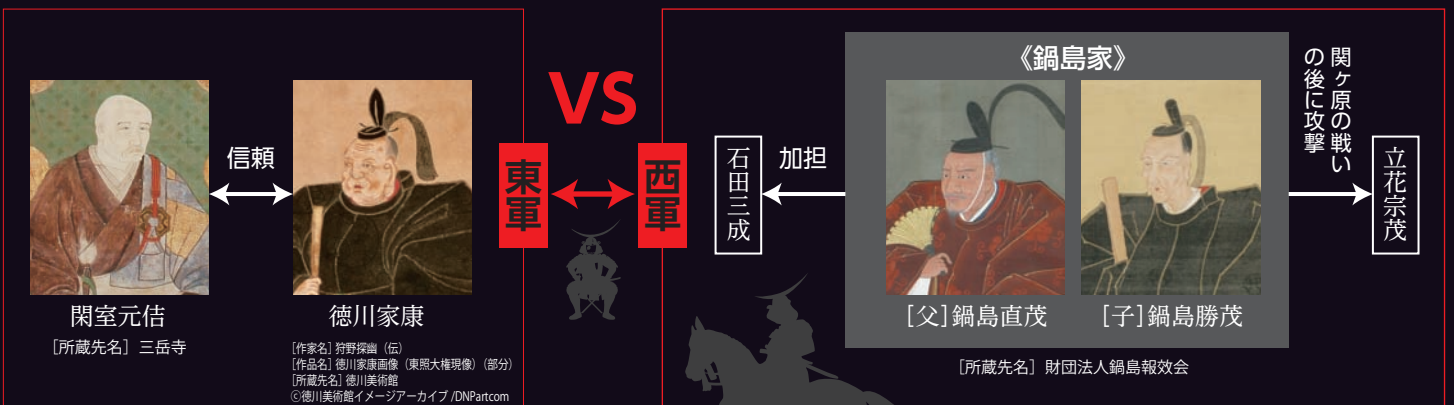 閑室元佶
［所蔵先名］三岳寺
信頼
徳川家康
［作家名］狩野探幽（伝）
［作品名］徳川家康画像（東照大権現像）（部分）
［所蔵先名］徳川美術館
©徳川美術館イメージアーカイブ /DNPartcom
東軍
VS
西軍
石田三成
加担
《鍋島家》
［父］鍋島直茂
［子］鍋島勝茂
［所蔵先名］財団法人鍋島報效会
関ヶ原の戦い
の後に攻撃
立花宗茂